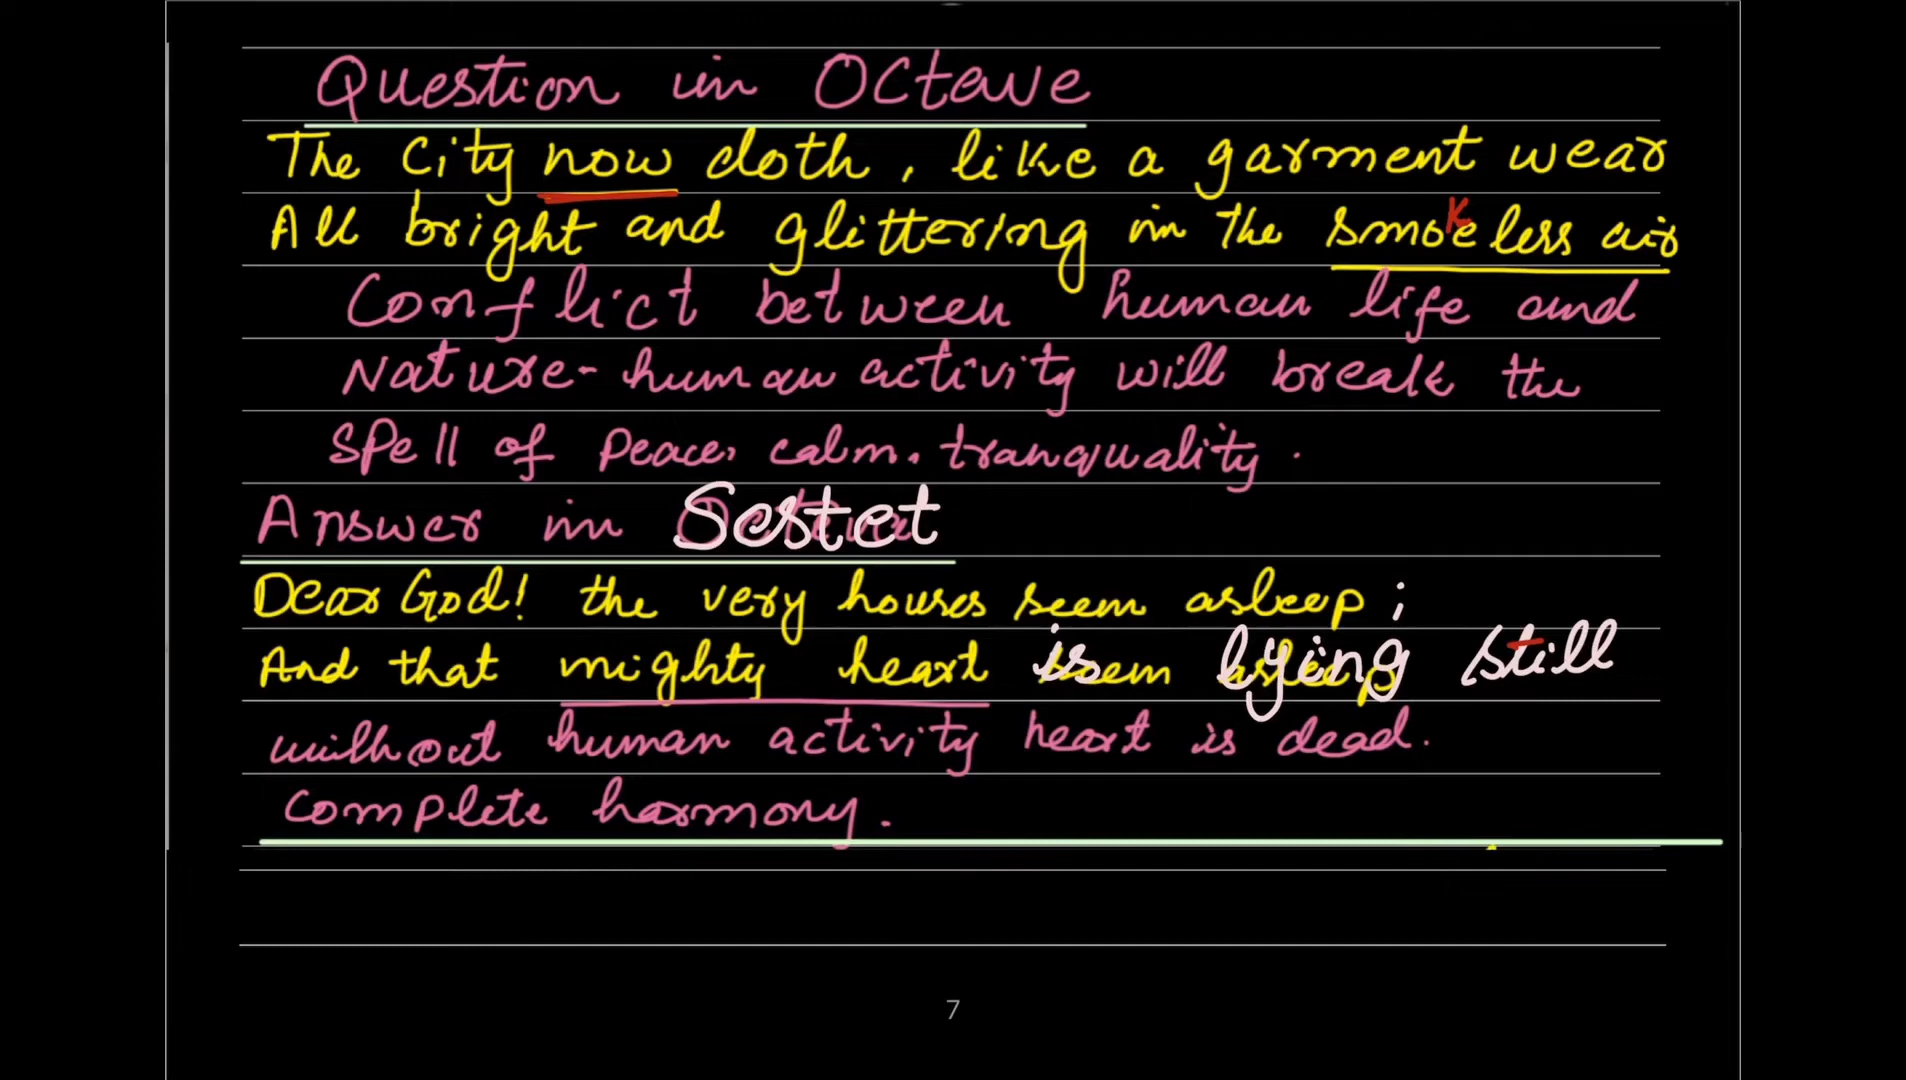 Question in Octave
The City now doth, like a garment wear
All bright and glittering in the smokeless air
Conflict between human life and
Nature- human activity will break the
spell of peace, calm, tranquality.
Answer in Sestet
Dear God! the very houses seem asleep;
And that mighty heart is lying still
without human activity heart is dead.
complete harmony.
7